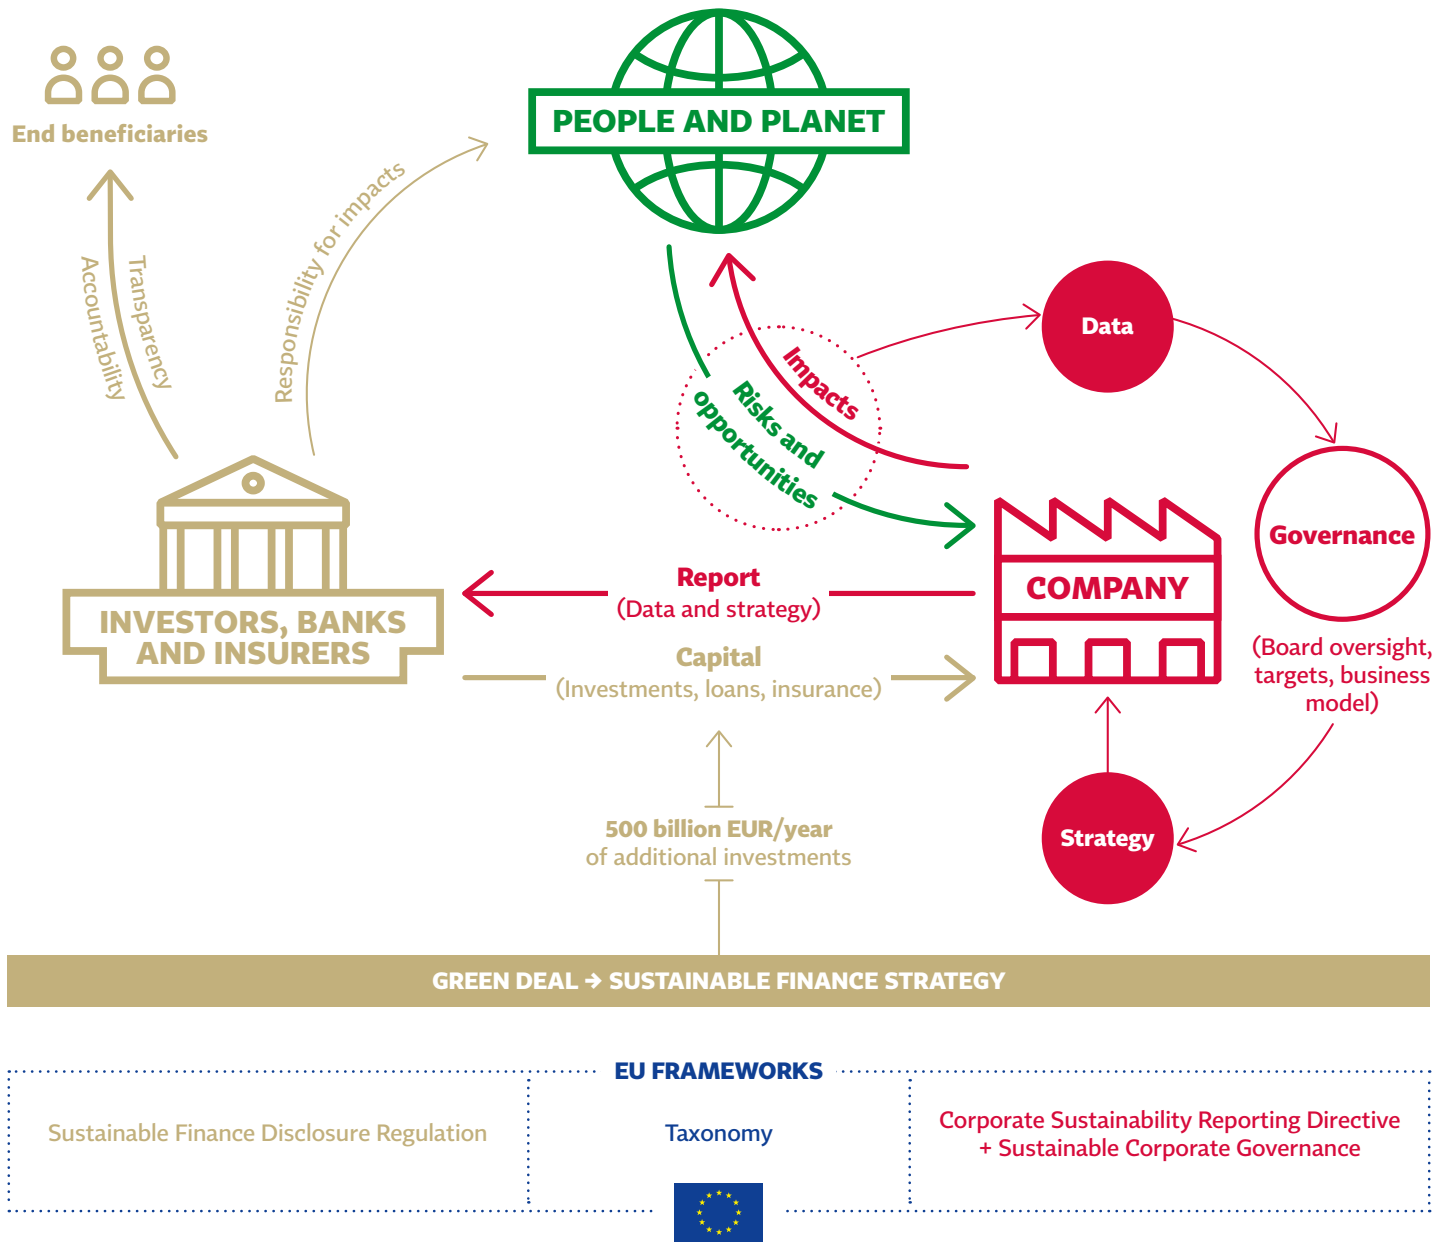 End beneficiaries
PEOPLE AND PLANET
Transparency
Accountability
Responsibility for impacts
Impacts
Risks and
opportunities
Data
Governance
(Board oversight,
targets, business
model)
Strategy
COMPANY
Report
(Data and strategy)
Capital
(Investments, loans, insurance)
INVESTORS, BANKS
AND INSURERS
500 billion EUR/year
of additional investments
GREEN DEAL → SUSTAINABLE FINANCE STRATEGY
EU FRAMEWORKS
Sustainable Finance Disclosure Regulation
Taxonomy
Corporate Sustainability Reporting Directive
+ Sustainable Corporate Governance